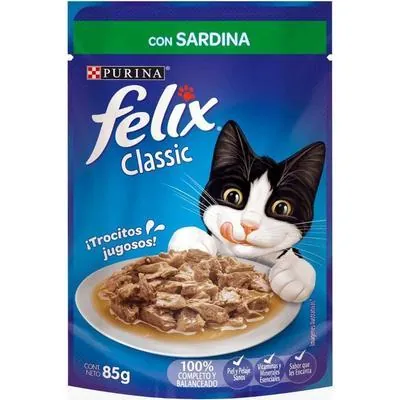 CON SARDINA
PURINA
felix
Classic
¡Trocitos
jugosos!
CONT.
NETO 85g
100%
COMPLETO Y
BALANCEADO
Piel y Pelaje
Sanos
Vitaminas y
Minerales
Esenciales
Sabor que
les Encanta